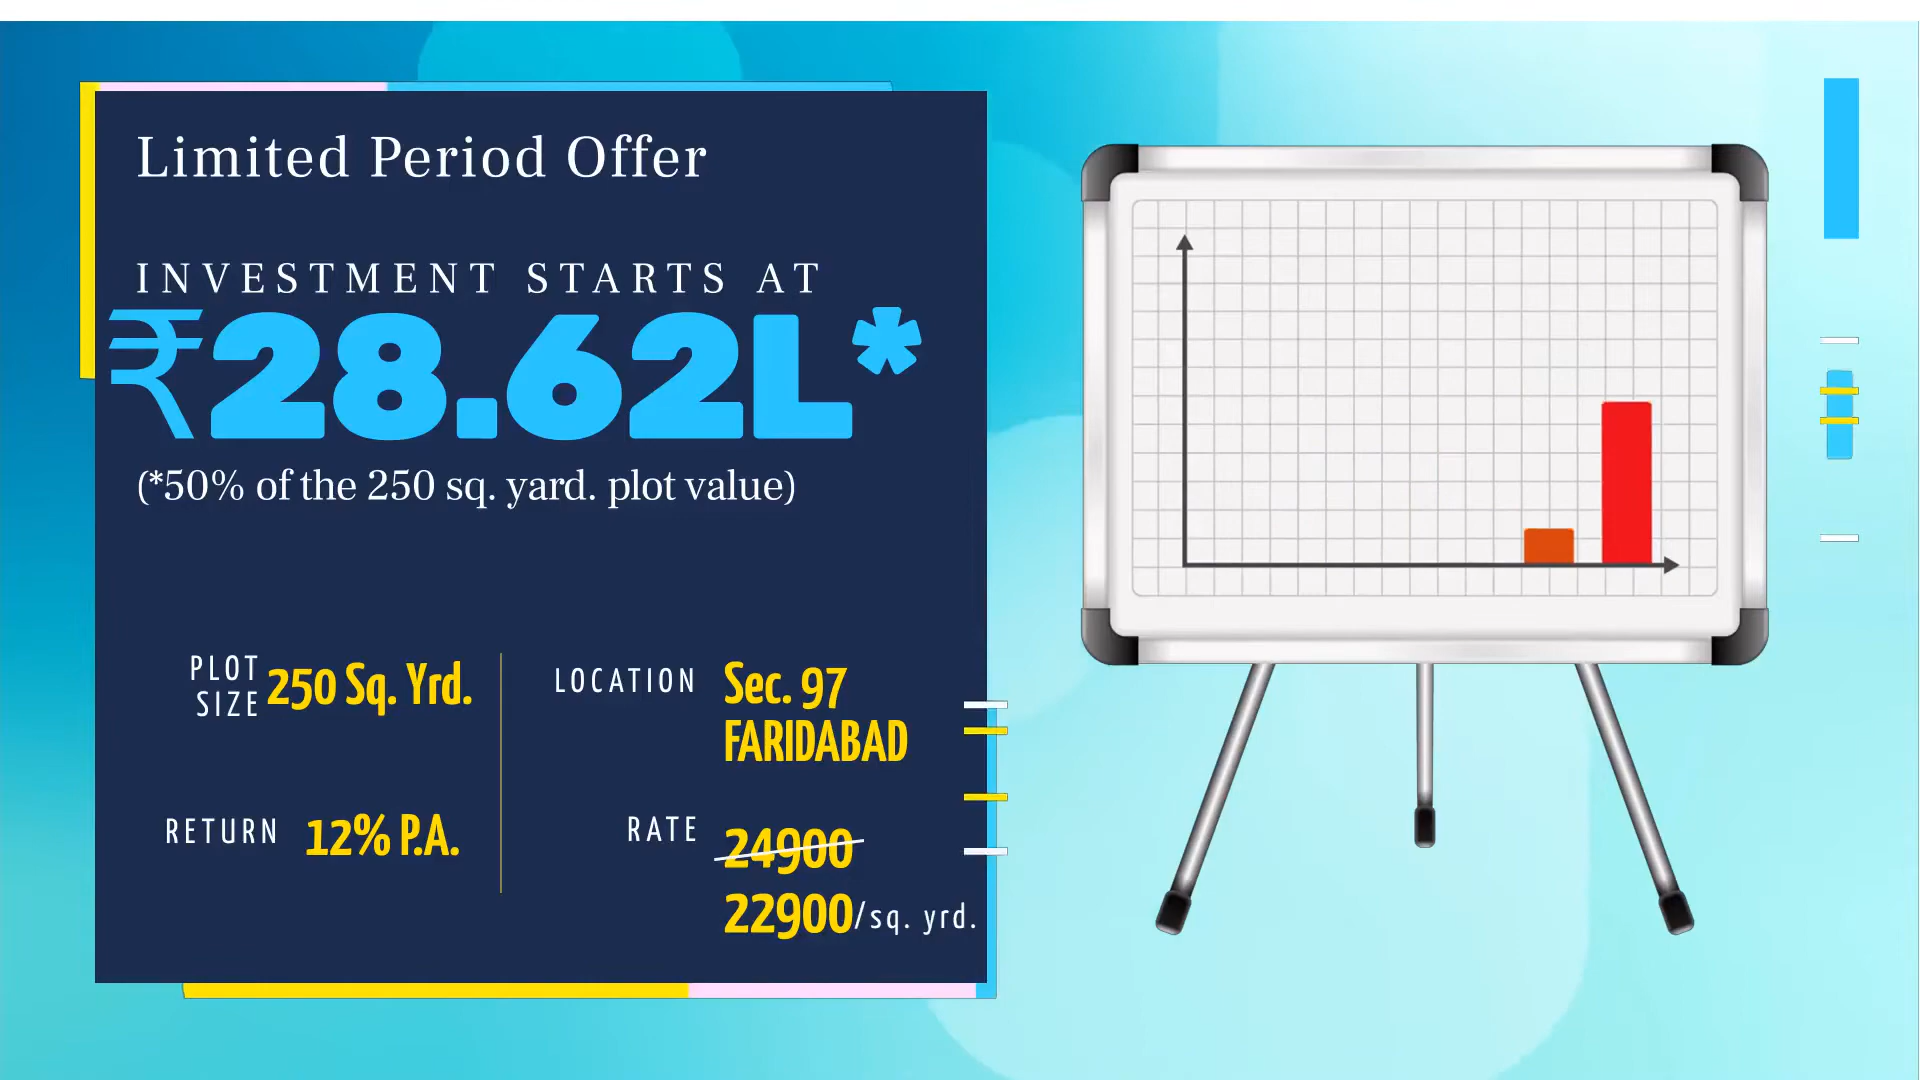 Limited Period Offer
INVESTMENT STARTS AT
₹28.62L*
(*50% of the 250 sq. yard. plot value)
PLOT
SIZE 250 Sq. Yrd.
LOCATION Sec. 97
FARIDABAD
RETURN 12% P.A.
RATE 24900
22900/sq. yrd.